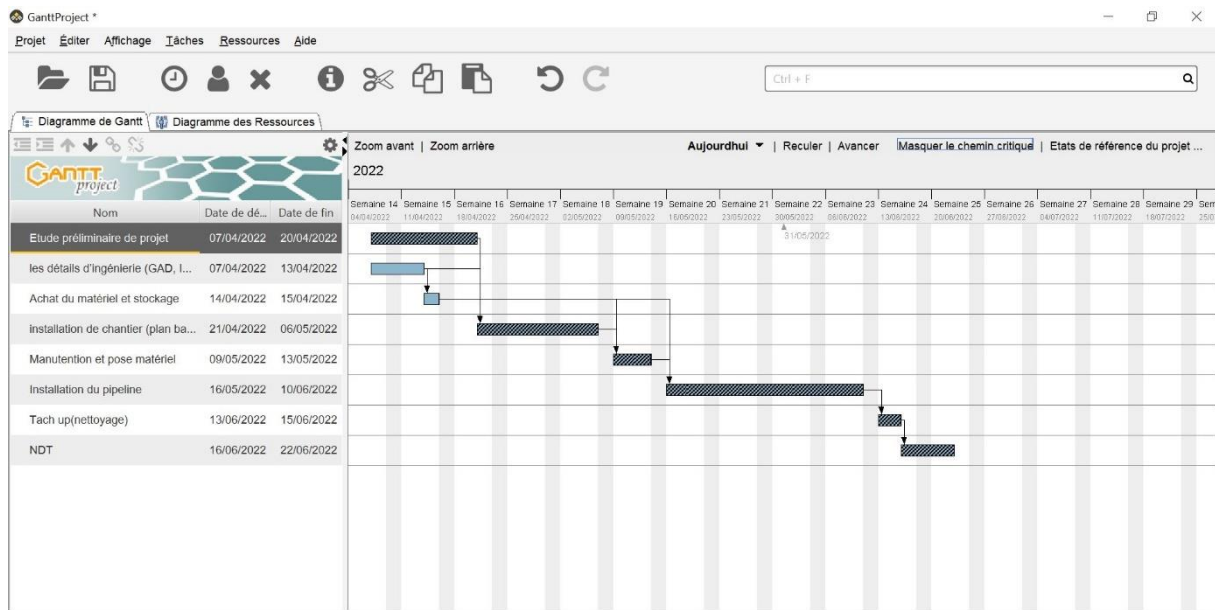 GanttProject *
Projet Éditer Affichage Tâches Ressources Aide
Ctrl + F
Diagramme de Gantt Diagramme des Ressources
Zoom avant | Zoom arrière Aujourd'hui | Reculer | Avancer Masquer le chemin critique | Etats de référence du projet ...
GANTT project
2022
Nom Date de dé... Date de fin
Semaine 14 Semaine 15 Semaine 16 Semaine 17 Semaine 18 Semaine 19 Semaine 20 Semaine 21 Semaine 22 Semaine 23 Semaine 24 Semaine 25 Semaine 26 Semaine 27 Semaine 28 Semaine 29 Sem
04/04/2022 11/04/2022 18/04/2022 25/04/2022 02/05/2022 09/05/2022 16/05/2022 23/05/2022 30/05/2022 06/06/2022 13/06/2022 20/06/2022 27/06/2022 04/07/2022 11/07/2022 18/07/2022 25/0
31/05/2022
Etude préliminaire de projet 07/04/2022 20/04/2022
les détails d'ingénierie (GAD, I... 07/04/2022 13/04/2022
Achat du matériel et stockage 14/04/2022 15/04/2022
installation de chantier (plan ba... 21/04/2022 06/05/2022
Manutention et pose matériel 09/05/2022 13/05/2022
Installation du pipeline 16/05/2022 10/06/2022
Tach up(nettoyage) 13/06/2022 15/06/2022
NDT 16/06/2022 22/06/2022